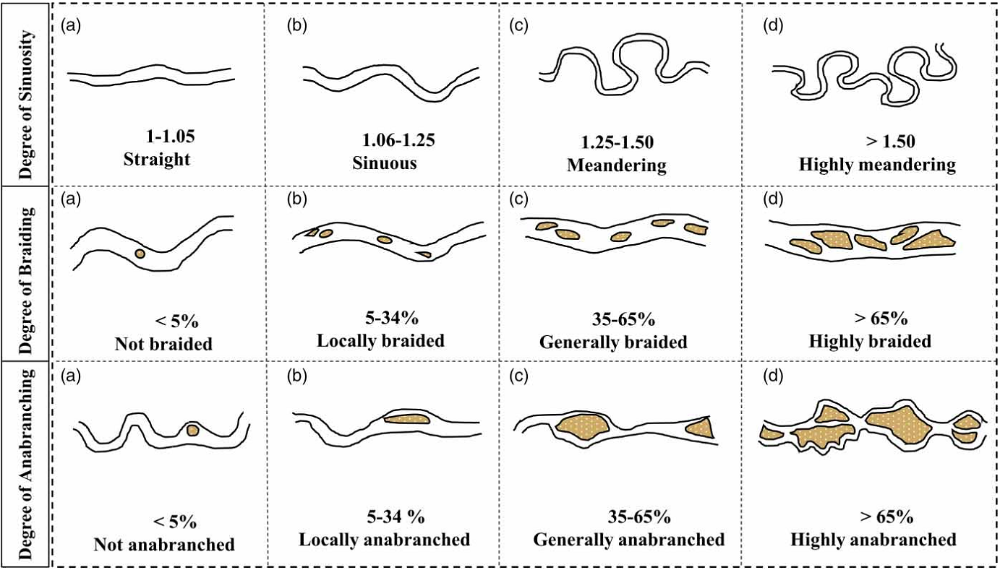 Degree of Sinuosity
(a)
1-1.05
Straight
(b)
1.06-1.25
Sinuous
(c)
1.25-1.50
Meandering
(d)
> 1.50
Highly meandering
Degree of Braiding
(a)
< 5%
Not braided
(b)
5-34%
Locally braided
(c)
35-65%
Generally braided
(d)
> 65%
Highly braided
Degree of Anabranching
(a)
< 5%
Not anabranched
(b)
5-34 %
Locally anabranched
(c)
35-65%
Generally anabranched
(d)
> 65%
Highly anabranched